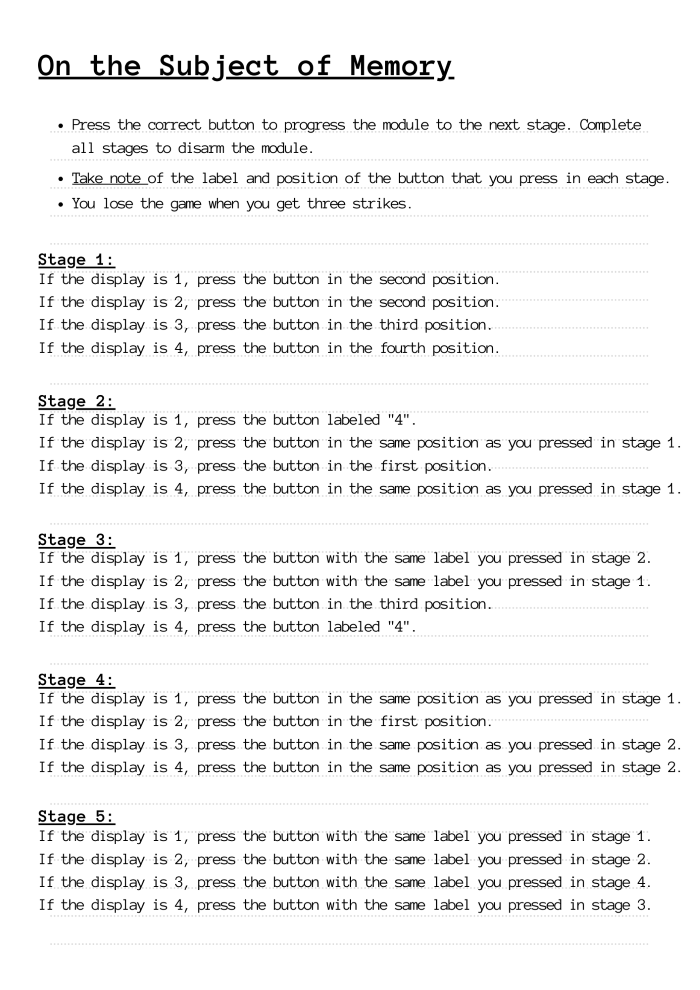 On the Subject of Memory
• Press the correct button to progress the module to the next stage. Complete
all stages to disarm the module.
• Take note of the label and position of the button that you press in each stage.
• You lose the game when you get three strikes.
Stage 1:
If the display is 1, press the button in the second position.
If the display is 2, press the button in the second position.
If the display is 3, press the button in the third position.
If the display is 4, press the button in the fourth position.
Stage 2:
If the display is 1, press the button labeled "4".
If the display is 2, press the button in the same position as you pressed in stage 1.
If the display is 3, press the button in the first position.
If the display is 4, press the button in the same position as you pressed in stage 1.
Stage 3:
If the display is 1, press the button with the same label you pressed in stage 2.
If the display is 2, press the button with the same label you pressed in stage 1.
If the display is 3, press the button in the third position.
If the display is 4, press the button labeled "4".
Stage 4:
If the display is 1, press the button in the same position as you pressed in stage 1.
If the display is 2, press the button in the first position.
If the display is 3, press the button in the same position as you pressed in stage 2.
If the display is 4, press the button in the same position as you pressed in stage 2.
Stage 5:
If the display is 1, press the button with the same label you pressed in stage 1.
If the display is 2, press the button with the same label you pressed in stage 2.
If the display is 3, press the button with the same label you pressed in stage 4.
If the display is 4, press the button with the same label you pressed in stage 3.